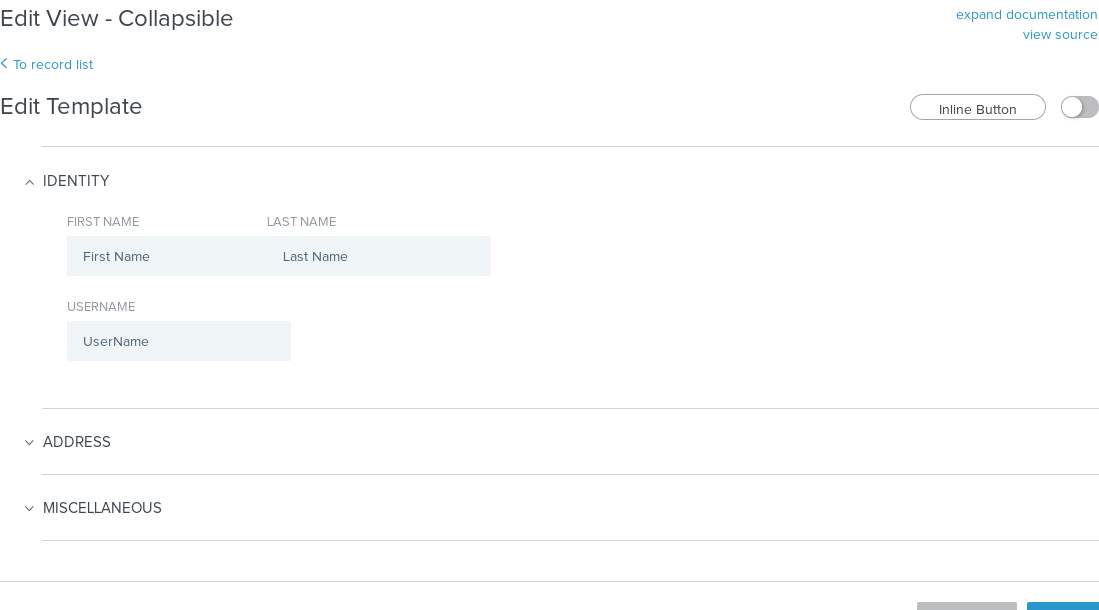 Edit View - Collapsible
expand documentation
view source
To record list
Edit Template
Inline Button
IDENTITY
FIRST NAME LAST NAME
First Name Last Name
USERNAME
UserName
ADDRESS
MISCELLANEOUS